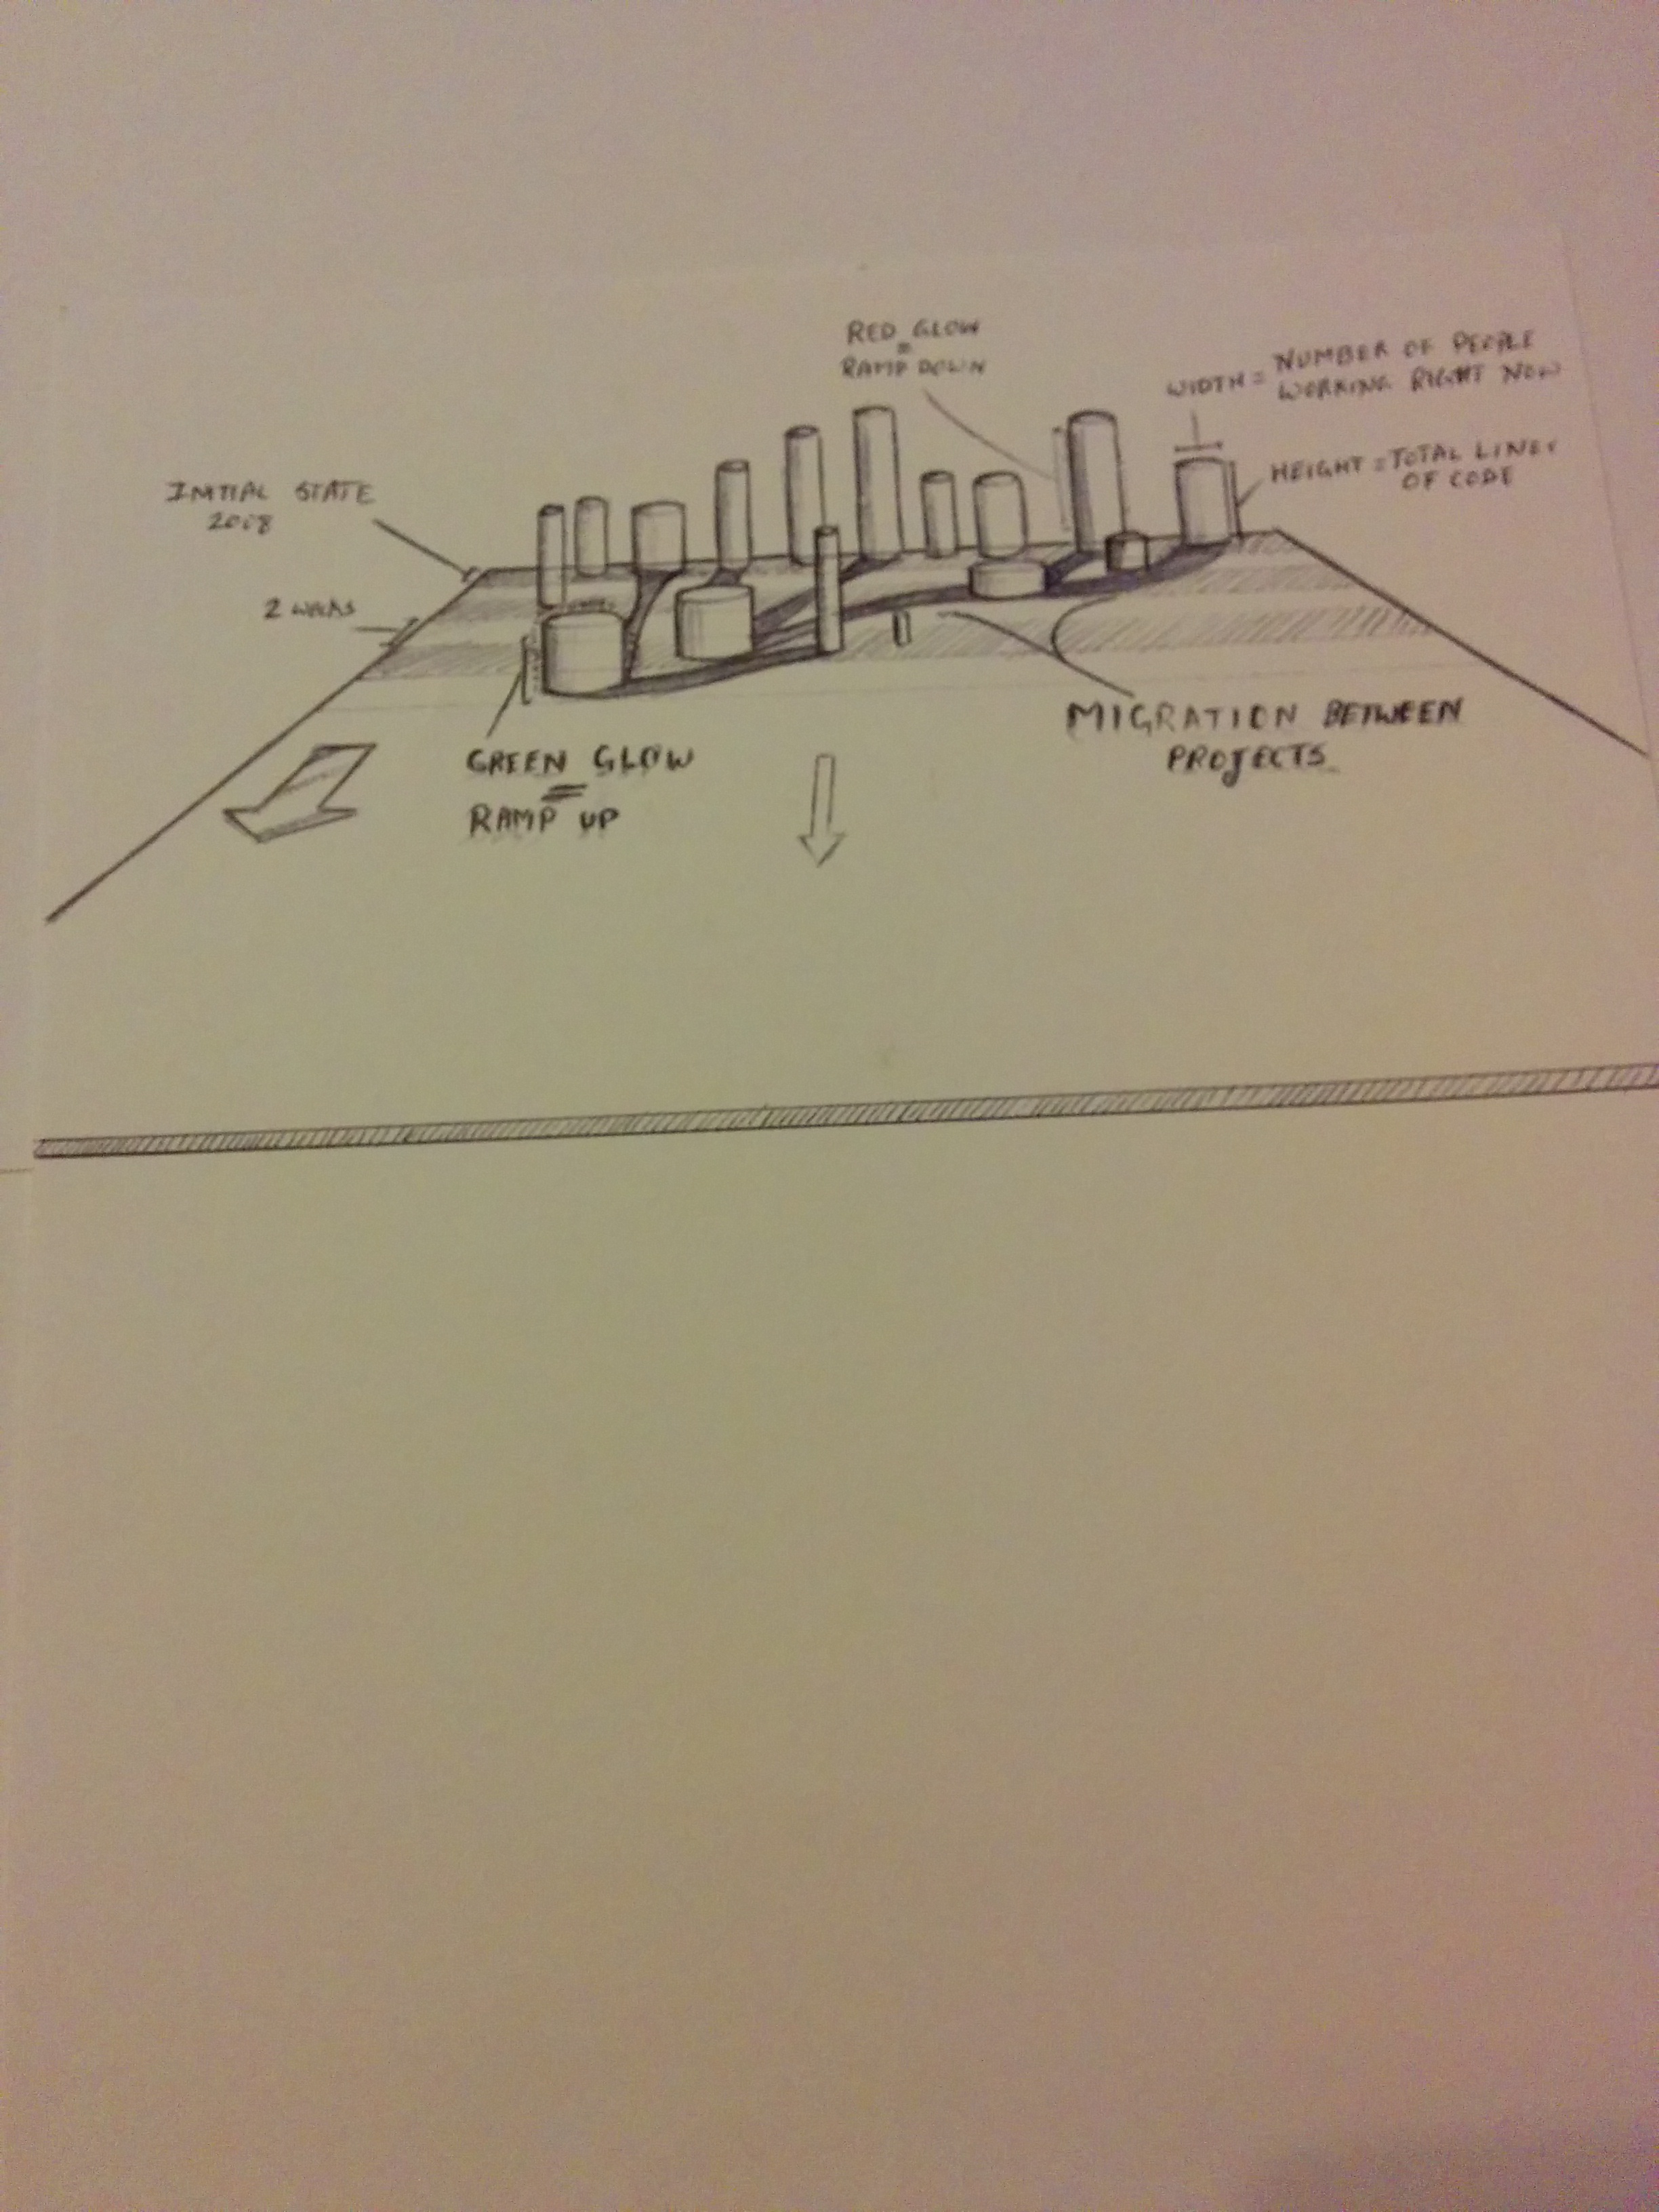 RED GLOW
=
RAMP DOWN
WIDTH = NUMBER OF PEOPLE
WORKING RIGHT NOW
HEIGHT = TOTAL LINES
OF CODE
INITIAL STATE
2008
2 WEEKS
GREEN GLOW
=
RAMP UP
MIGRATION BETWEEN
PROJECTS